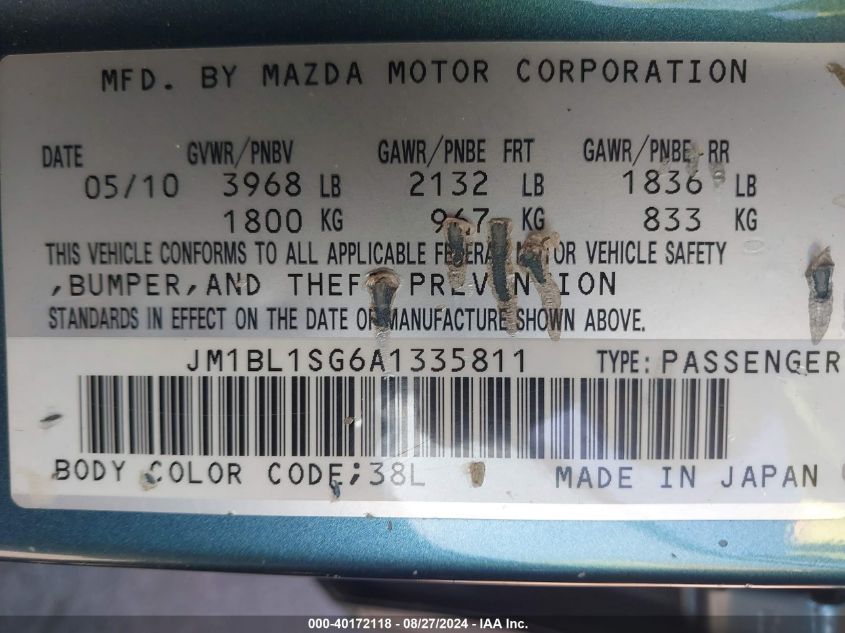 MFD. BY MAZDA MOTOR CORPORATION
DATE GVWR/PNBV GAWR/PNBE FRT GAWR/PNBE RR
05/10 3968 LB 2132 LB 1836 LB
1800 KG 967 KG 833 KG
THIS VEHICLE CONFORMS TO ALL APPLICABLE FEDERAL MOTOR VEHICLE SAFETY
,BUMPER,AND THEFT PREVENTION
STANDARDS IN EFFECT ON THE DATE OF MANUFACTURE SHOWN ABOVE.
JM1BL1SG6A1335811 TYPE: PASSENGER
BODY COLOR CODE;38L MADE IN JAPAN
000-40172118 - 08/27/2024 - IAA Inc.